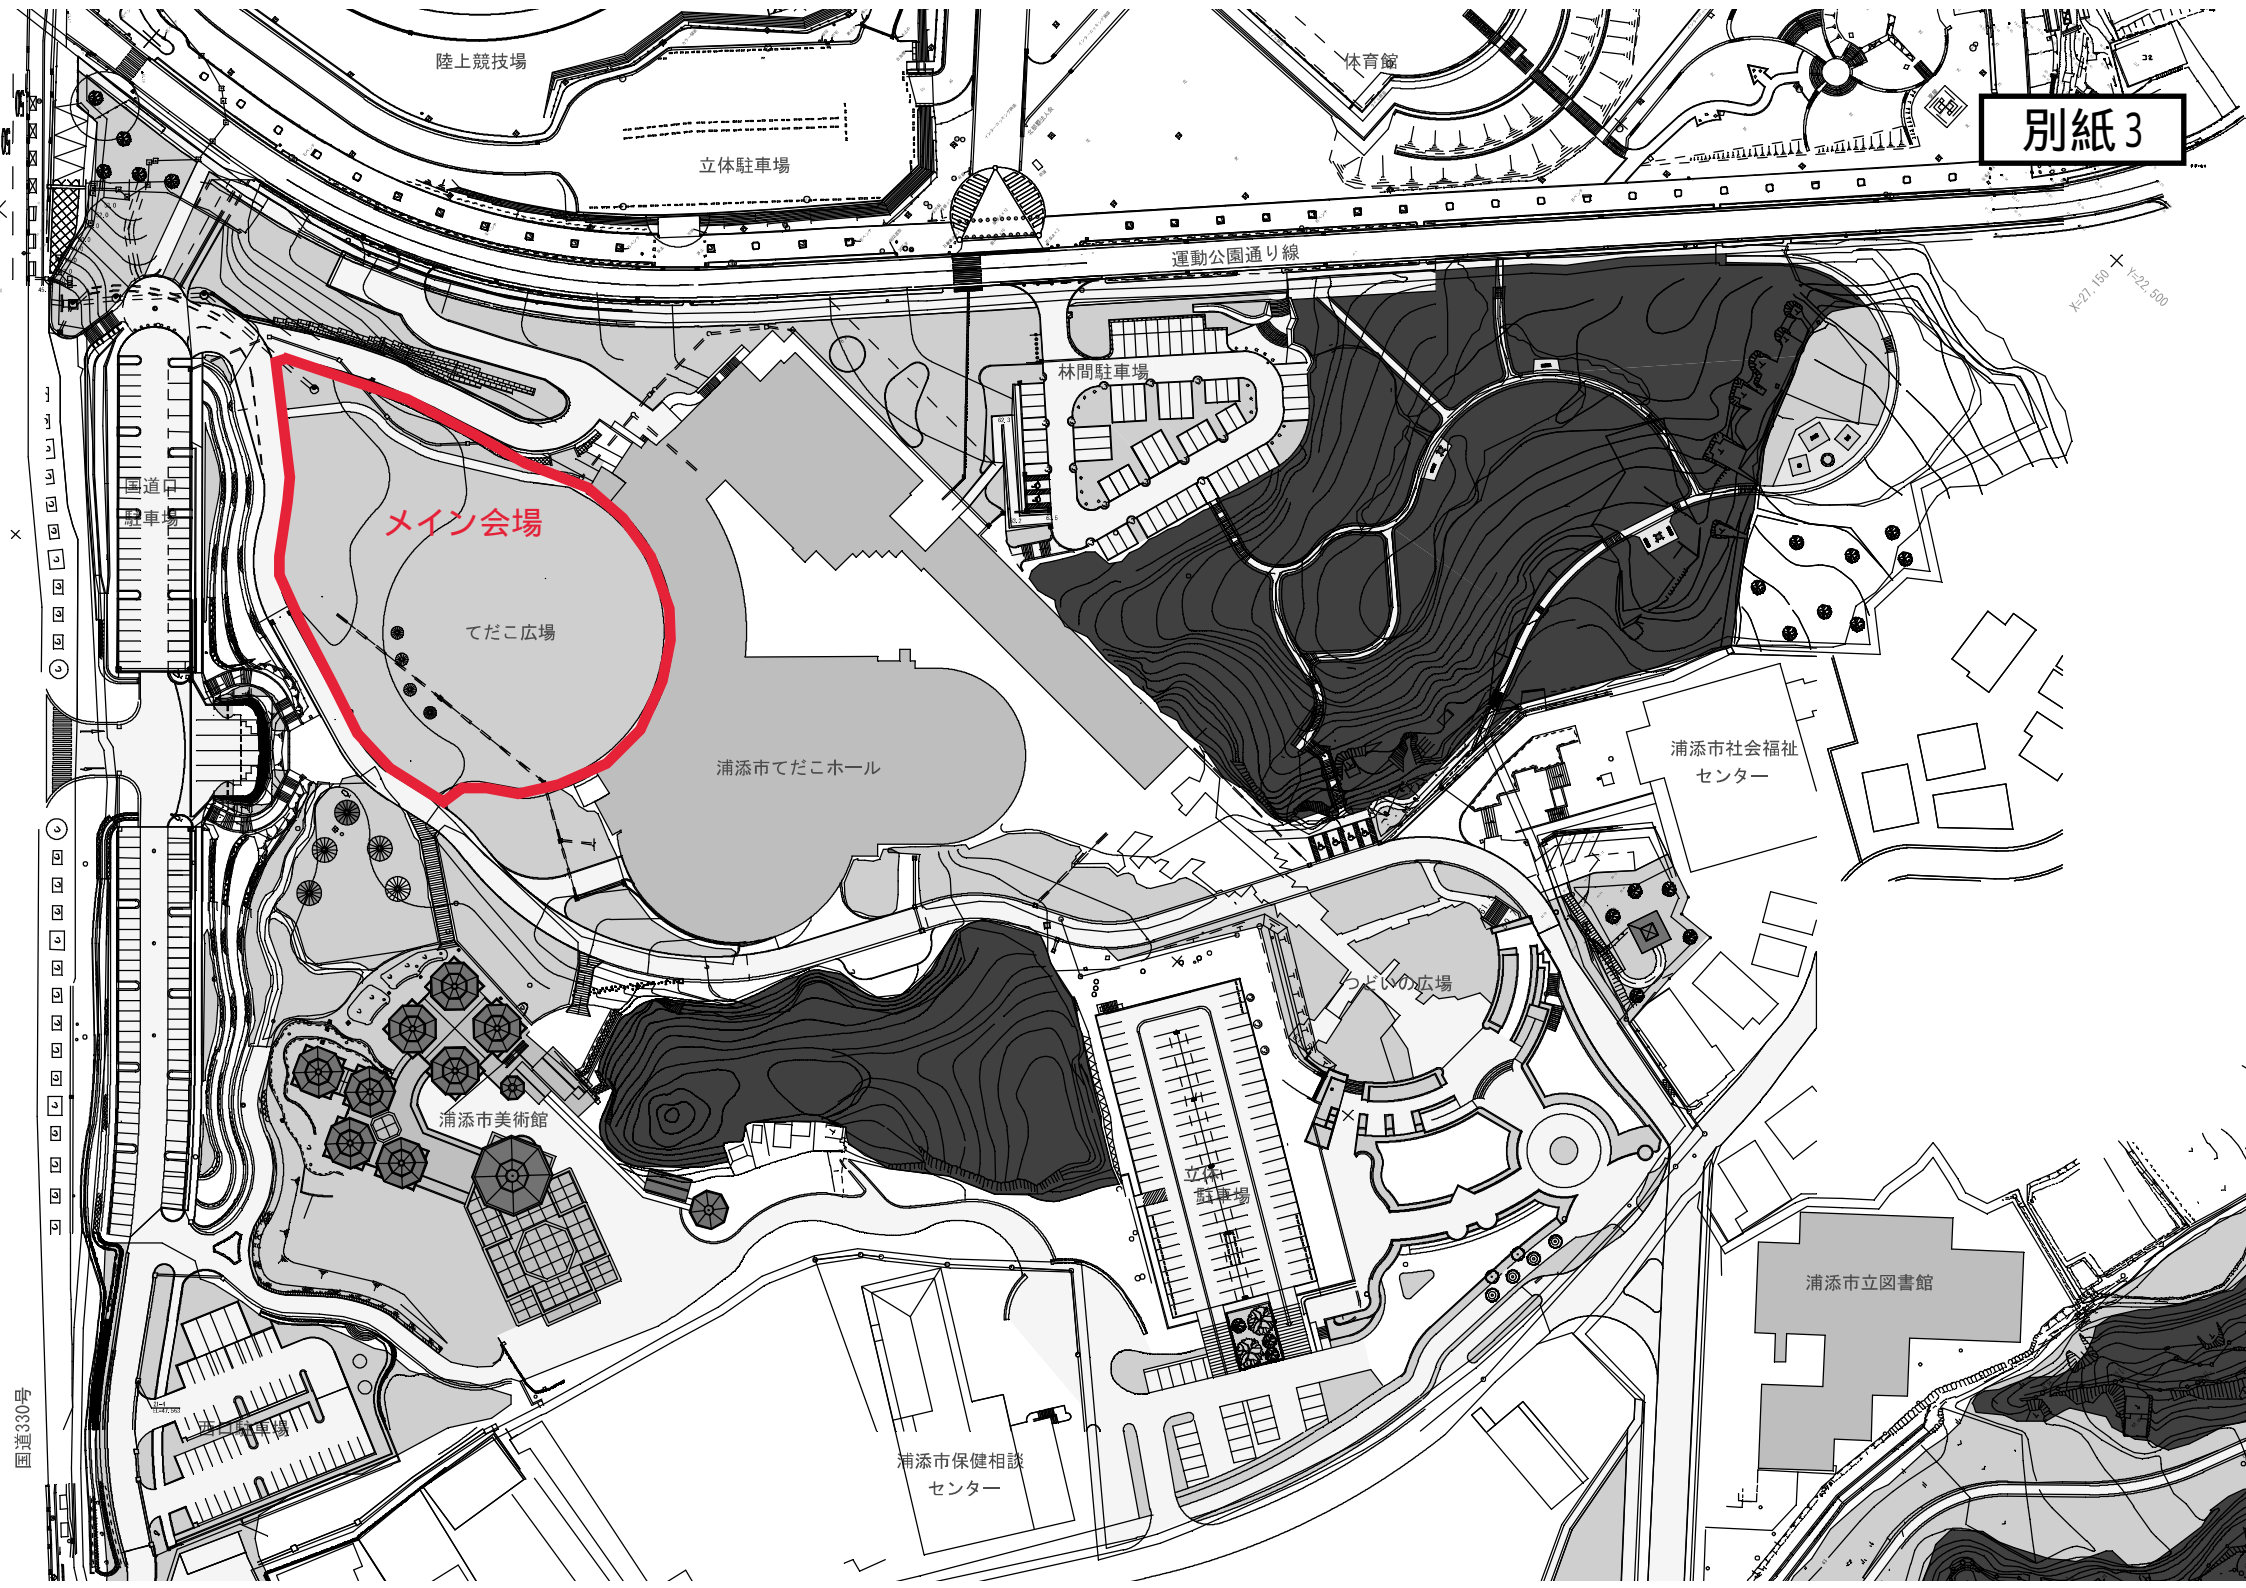 陸上競技場
体育館
別紙3
立体駐車場
運動公園通り線
X=27,150
Y=22,500
林間駐車場
国道口
駐車場
メイン会場
てだこ広場
浦添市てだこホール
浦添市社会福祉
センター
つどいの広場
浦添市美術館
立体
駐車場
浦添市立図書館
西口駐車場
国道330号
浦添市保健相談
センター